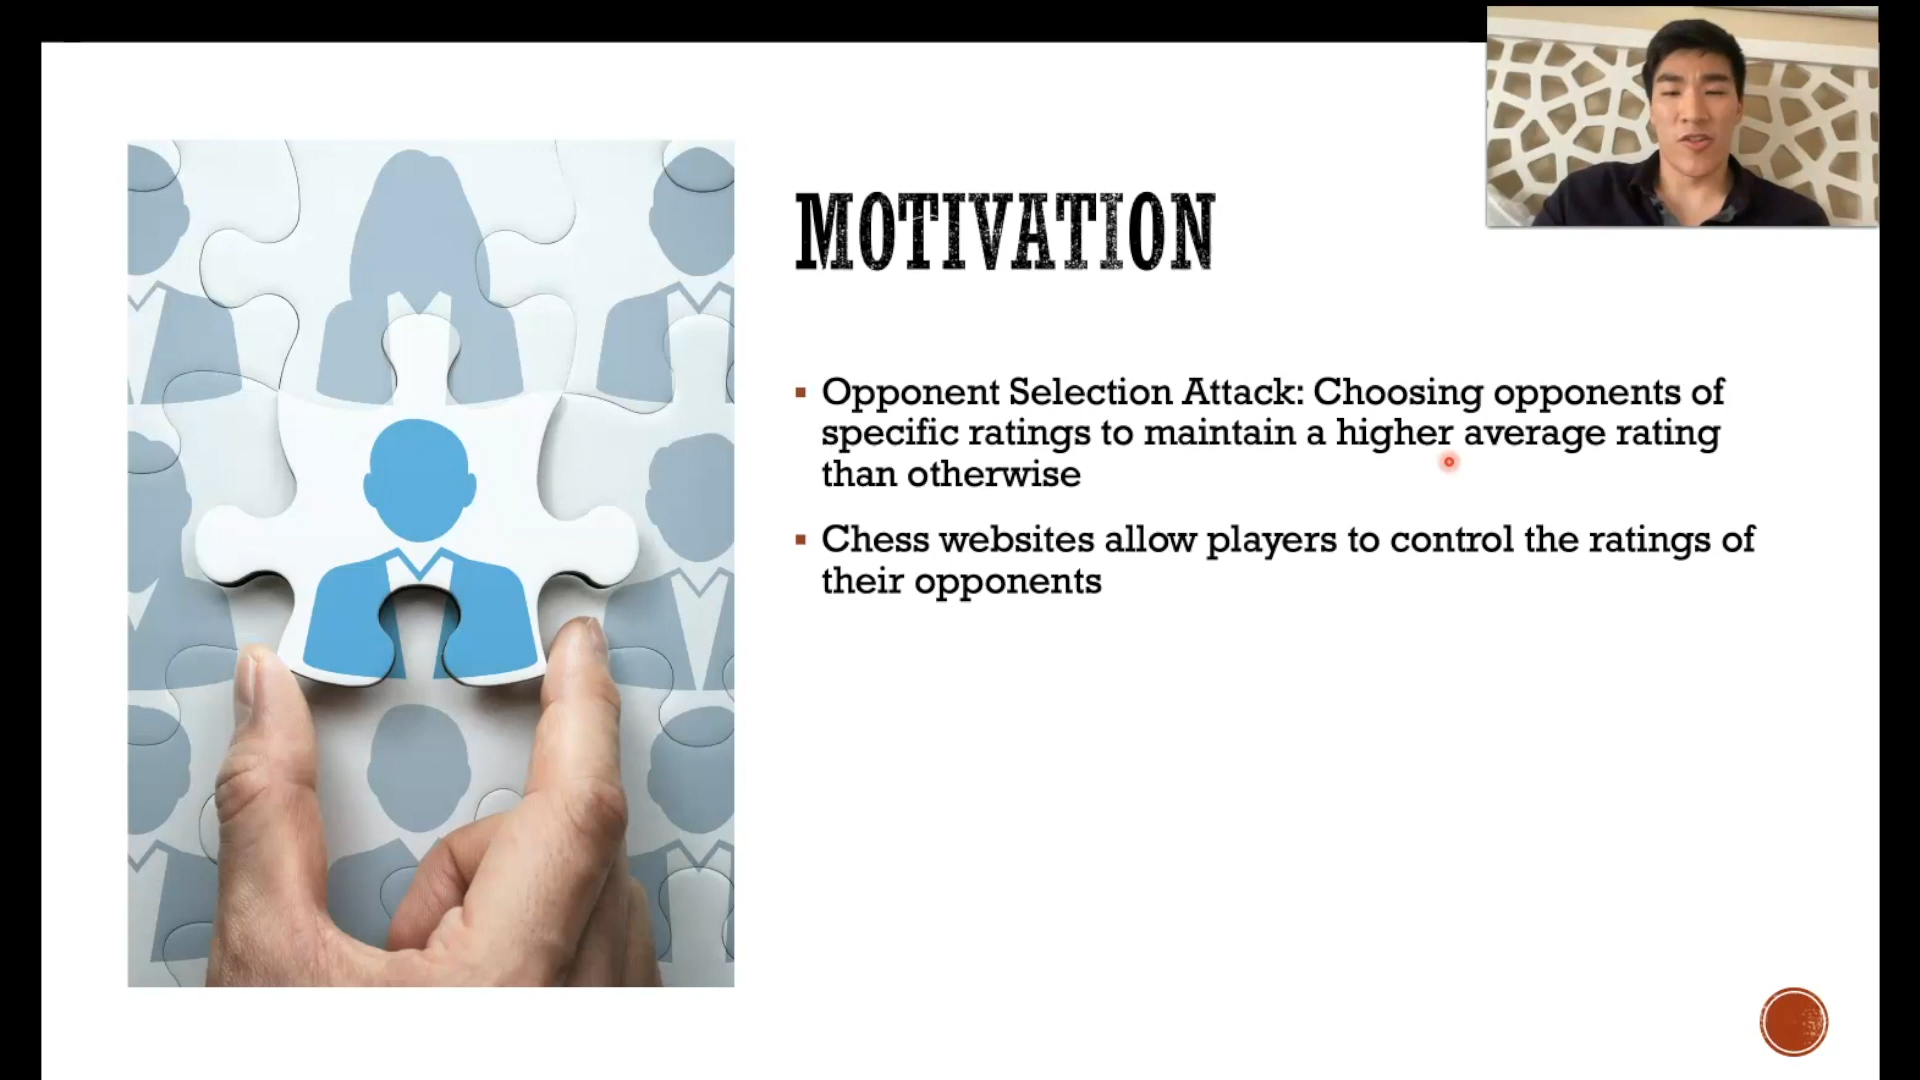 MOTIVATION
▪ Opponent Selection Attack: Choosing opponents of
specific ratings to maintain a higher average rating
than otherwise
▪ Chess websites allow players to control the ratings of
their opponents